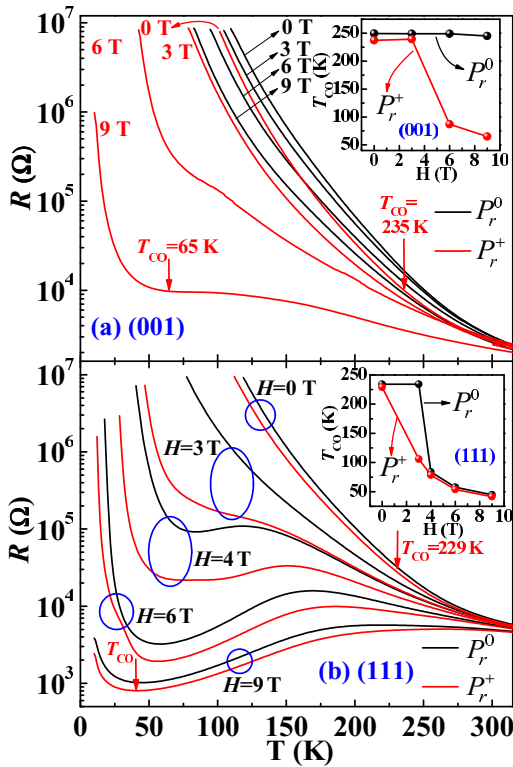 6 T
0 T
3 T
0 T
3 T
6 T
9 T
9 T
T_CO=65 K
T_CO=
235 K
P_r^0
P_r^+
(a) (001)
R (Ω)
10^6
10^5
10^4
250
200
150
100
50
T_CO (K)
0 2 4 6 8 10
H (T)
P_r^0
P_r^+
(001)
H=0 T
H=3 T
H=4 T
H=6 T
H=9 T
T_CO
T_CO=229 K
P_r^0
P_r^+
(b) (111)
R (Ω)
10^7
10^6
10^5
10^4
10^3
250
200
150
100
50
T_CO (K)
0 2 4 6 8 10
H (T)
P_r^0
P_r^+
(111)
0 50 100 150 200 250 300
T (K)